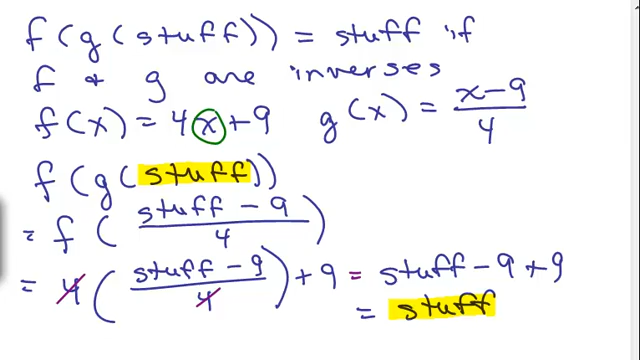 f(g(stuff)) = stuff if
f & g are inverses
f(x) = 4x+9   g(x) = (x-9)/4
f(g(stuff))
= f((stuff - 9)/4)
= 4((stuff - 9)/4) + 9 = stuff - 9 + 9
= stuff